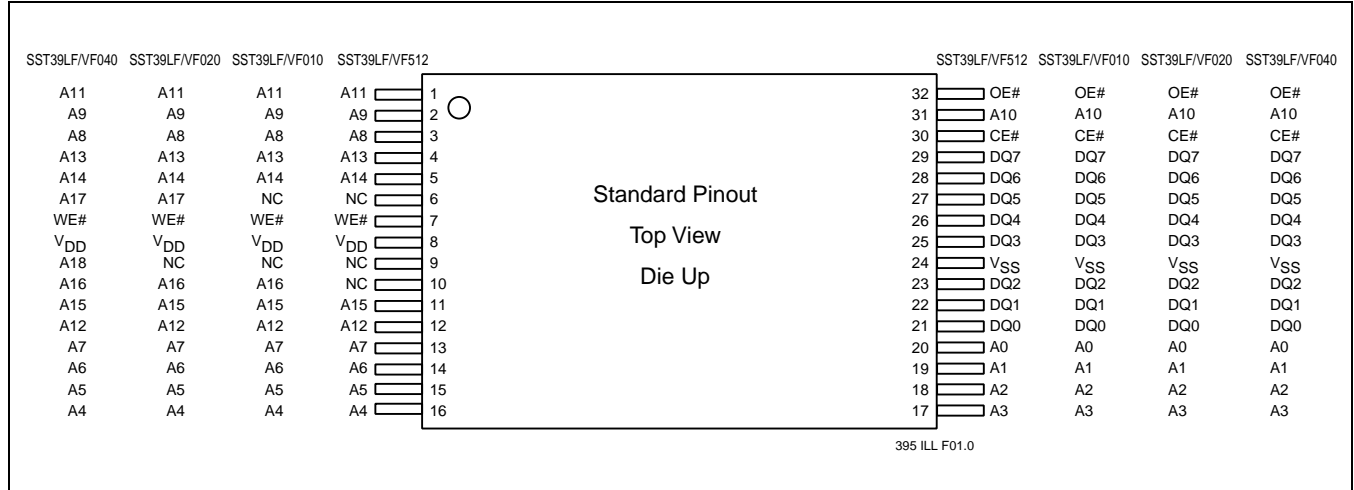 SST39LF/VF040 SST39LF/VF020 SST39LF/VF010 SST39LF/VF512 SST39LF/VF512 SST39LF/VF010 SST39LF/VF020 SST39LF/VF040
A11 A11 A11 A11 1 32 OE# OE# OE# OE#
A9 A9 A9 A9 2 31 A10 A10 A10 A10
A8 A8 A8 A8 3 30 CE# CE# CE# CE#
A13 A13 A13 A13 4 29 DQ7 DQ7 DQ7 DQ7
A14 A14 A14 A14 5 28 DQ6 DQ6 DQ6 DQ6
A17 A17 NC NC 6 Standard Pinout 27 DQ5 DQ5 DQ5 DQ5
WE# WE# WE# WE# 7 26 DQ4 DQ4 DQ4 DQ4
VDD VDD VDD VDD 8 Top View 25 DQ3 DQ3 DQ3 DQ3
A18 NC NC NC 9 24 VSS VSS VSS VSS
A16 A16 A16 NC 10 Die Up 23 DQ2 DQ2 DQ2 DQ2
A15 A15 A15 A15 11 22 DQ1 DQ1 DQ1 DQ1
A12 A12 A12 A12 12 21 DQ0 DQ0 DQ0 DQ0
A7 A7 A7 A7 13 20 A0 A0 A0 A0
A6 A6 A6 A6 14 19 A1 A1 A1 A1
A5 A5 A5 A5 15 18 A2 A2 A2 A2
A4 A4 A4 A4 16 17 A3 A3 A3 A3
395 ILL F01.0